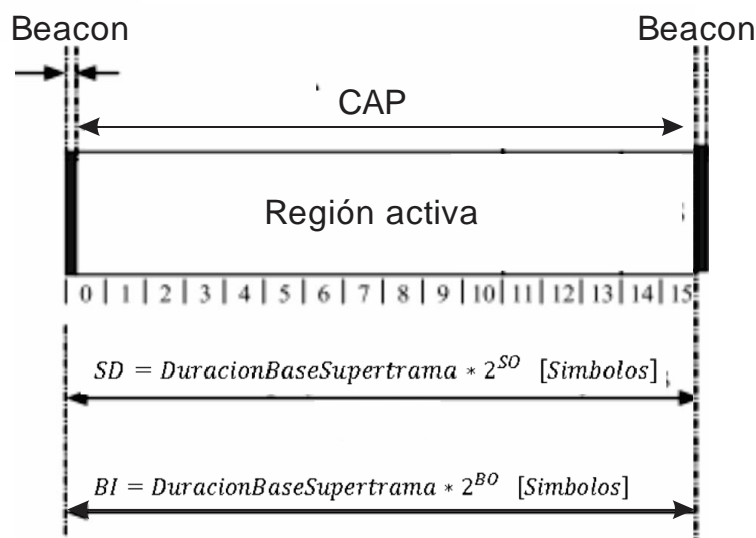 Beacon Beacon
CAP
Región activa
| 0 | 1 | 2 | 3 | 4 | 5 | 6 | 7 | 8 | 9 | 10 | 11 | 12 | 13 | 14 | 15
SD = DuracionBaseSupertrama * 2^{SO} [Simbolos]
BI = DuracionBaseSupertrama * 2^{BO} [Simbolos]